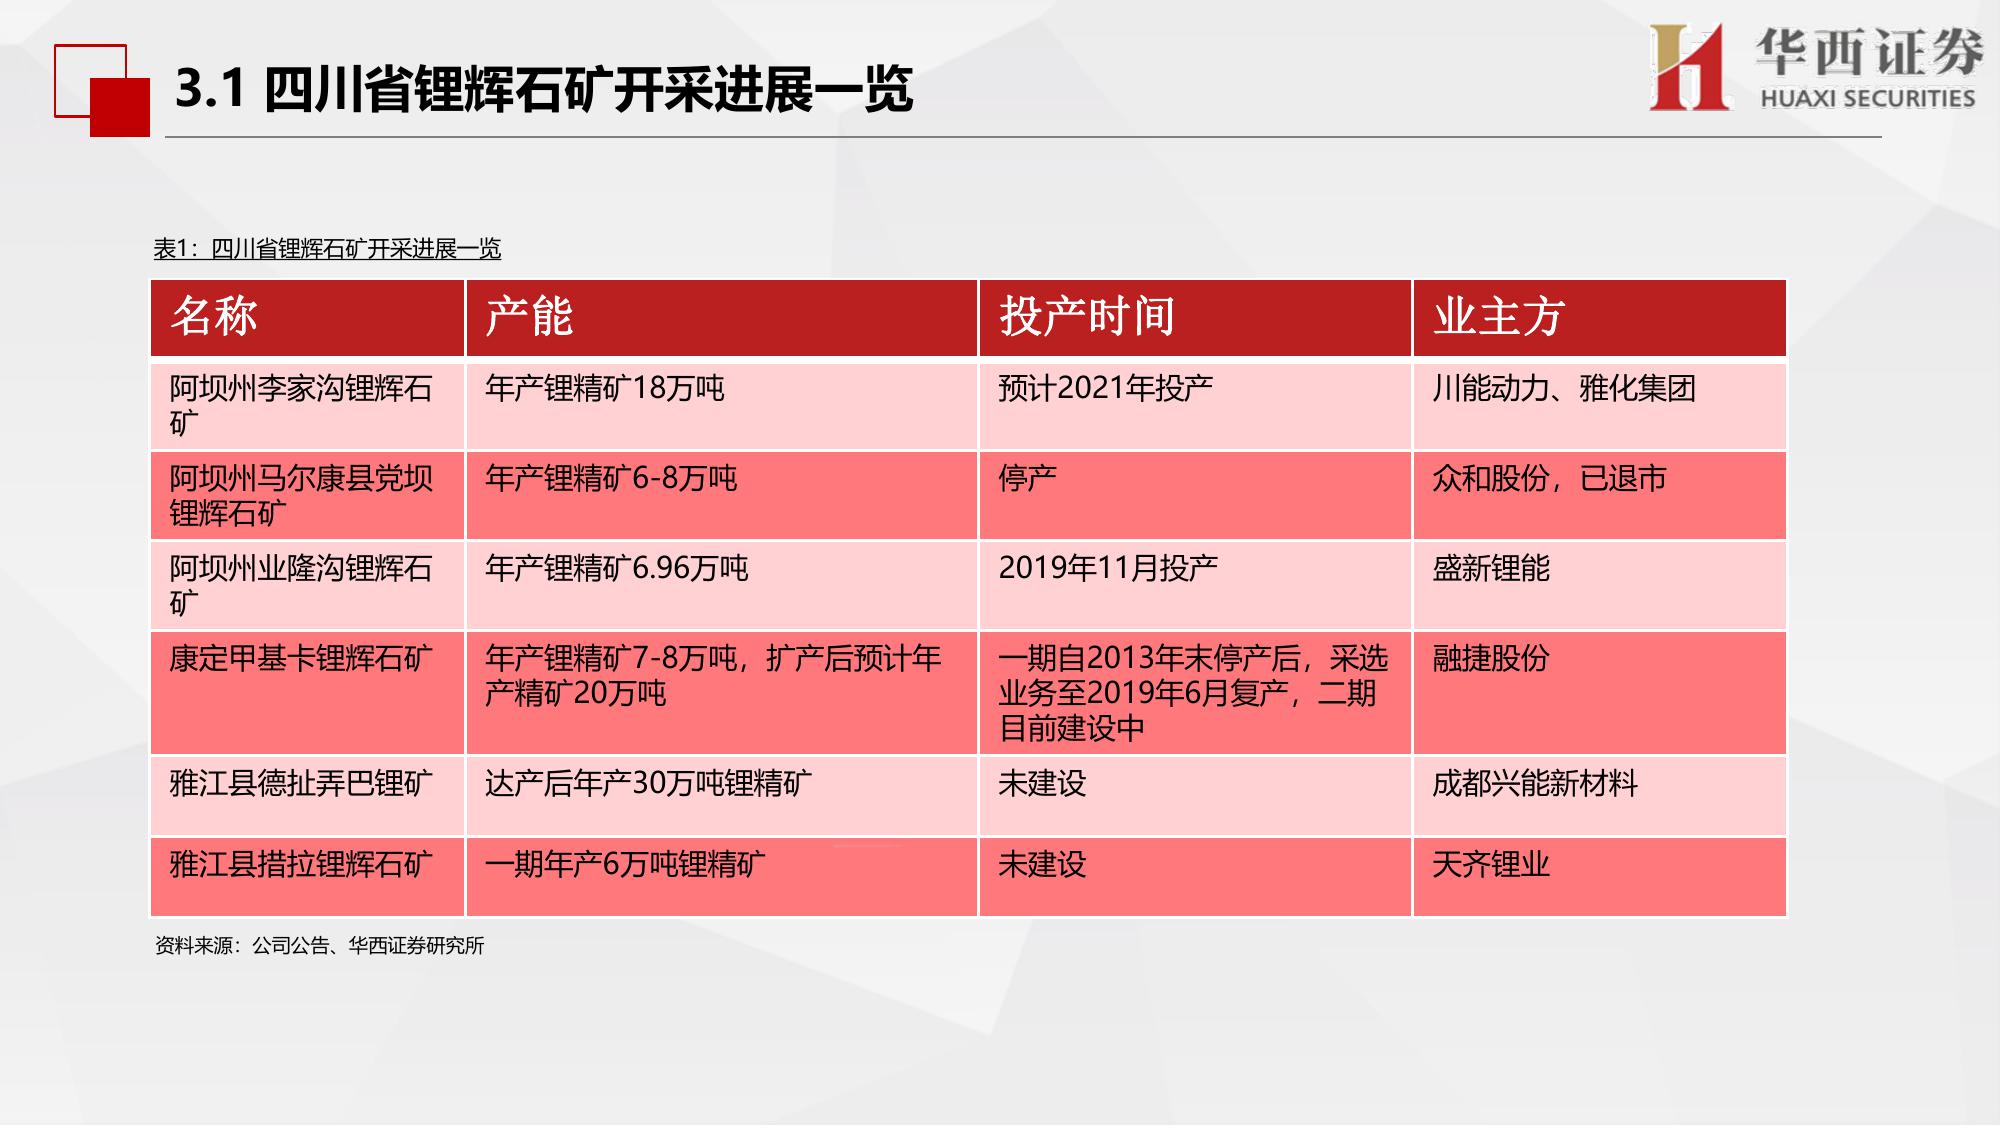 3.1 四川省锂辉石矿开采进展一览
华西证券
HUAXI SECURITIES
表1：四川省锂辉石矿开采进展一览
名称 产能 投产时间 业主方
阿坝州李家沟锂辉石
矿
年产锂精矿18万吨
预计2021年投产
川能动力、雅化集团
阿坝州马尔康县党坝
锂辉石矿
年产锂精矿6-8万吨
停产
众和股份，已退市
阿坝州业隆沟锂辉石
矿
年产锂精矿6.96万吨
2019年11月投产
盛新锂能
康定甲基卡锂辉石矿
年产锂精矿7-8万吨，扩产后预计年
产精矿20万吨
一期自2013年末停产后，采选
业务至2019年6月复产，二期
目前建设中
融捷股份
雅江县德扯弄巴锂矿
达产后年产30万吨锂精矿
未建设
成都兴能新材料
雅江县措拉锂辉石矿
一期年产6万吨锂精矿
未建设
天齐锂业
资料来源：公司公告、华西证券研究所